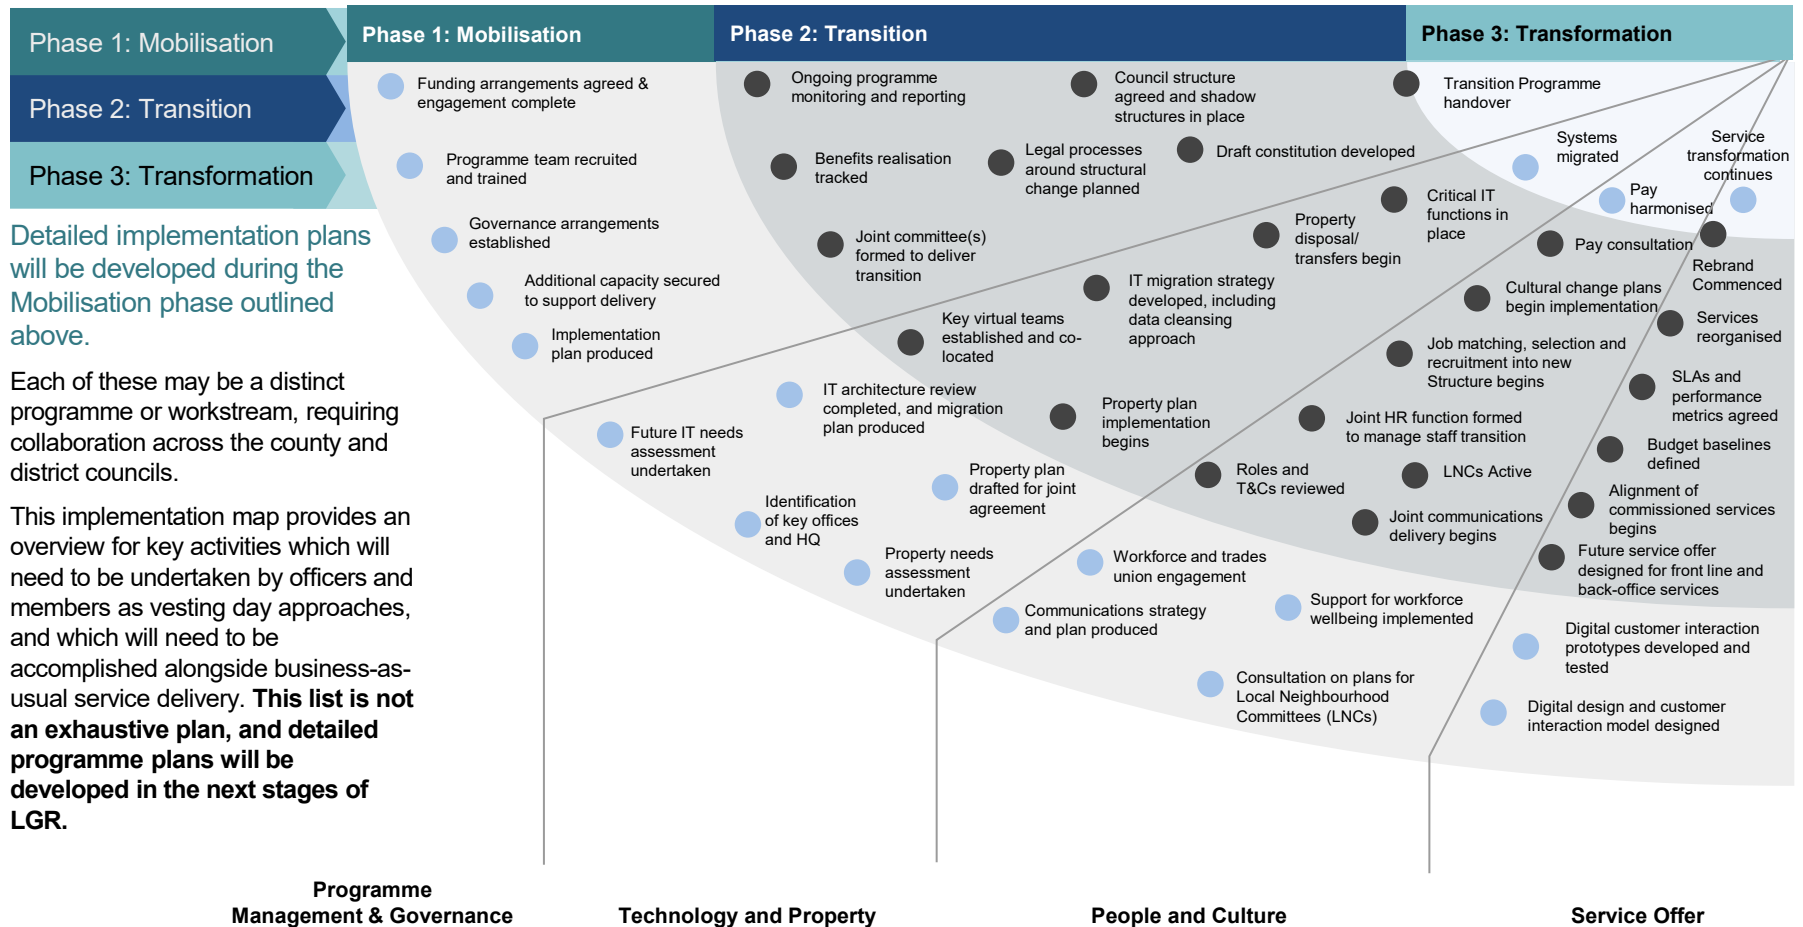 Phase 1: Mobilisation
Phase 2: Transition
Phase 3: Transformation
Detailed implementation plans
will be developed during the
Mobilisation phase outlined
above.
Each of these may be a distinct
programme or workstream, requiring
collaboration across the county and
district councils.
This implementation map provides an
overview for key activities which will
need to be undertaken by officers and
members as vesting day approaches,
and which will need to be
accomplished alongside business-as-
usual service delivery. This list is not
an exhaustive plan, and detailed
programme plans will be
developed in the next stages of
LGR.
Phase 1: Mobilisation
Phase 2: Transition
Phase 3: Transformation
Funding arrangements agreed &
engagement complete
Programme team recruited
and trained
Governance arrangements
established
Additional capacity secured
to support delivery
Implementation
plan produced
Ongoing programme
monitoring and reporting
Council structure
agreed and shadow
structures in place
Transition Programme
handover
Benefits realisation
tracked
Legal processes
around structural
change planned
Draft constitution developed
Joint committee(s)
formed to deliver
transition
Systems
migrated
Service
transformation
continues
Pay
harmonised
Critical IT
functions in
place
Property
disposal/
transfers begin
IT migration strategy
developed, including
data cleansing
approach
Key virtual teams
established and co-
located
Property plan
implementation
begins
IT architecture review
completed, and migration
plan produced
Future IT needs
assessment
undertaken
Property plan
drafted for joint
agreement
Identification
of key offices
and HQ
Property needs
assessment
undertaken
Pay consultation
Cultural change plans
begin implementation
Job matching, selection and
recruitment into new
Structure begins
Joint HR function formed
to manage staff transition
Roles and
T&Cs reviewed
LNCs Active
Joint communications
delivery begins
Workforce and trades
union engagement
Communications strategy
and plan produced
Support for workforce
wellbeing implemented
Consultation on plans for
Local Neighbourhood
Committees (LNCs)
Rebrand
Commenced
Services
reorganised
SLAs and
performance
metrics agreed
Budget baselines
defined
Alignment of
commissioned services
begins
Future service offer
designed for front line and
back-office services
Digital customer interaction
prototypes developed and
tested
Digital design and customer
interaction model designed
Programme
Management & Governance
Technology and Property
People and Culture
Service Offer